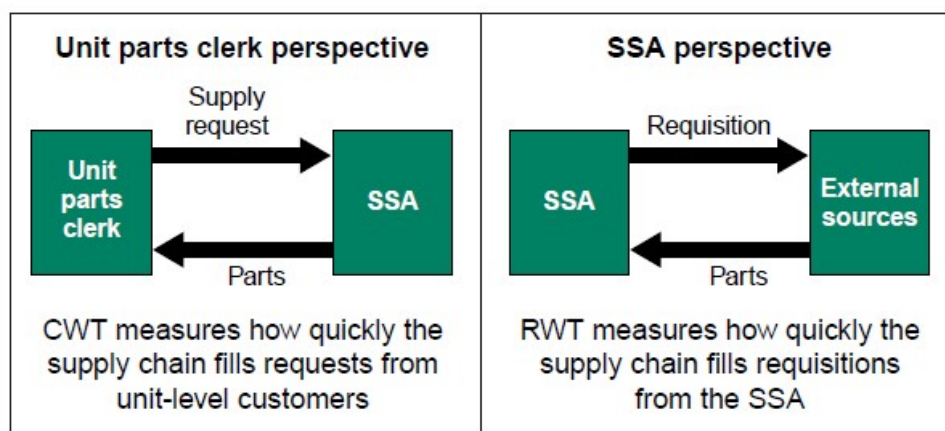 Unit parts clerk perspective
Supply
request
Unit
parts
clerk
SSA
Parts
CWT measures how quickly the
supply chain fills requests from
unit-level customers
SSA perspective
Requisition
SSA
External
sources
Parts
RWT measures how quickly the
supply chain fills requisitions
from the SSA